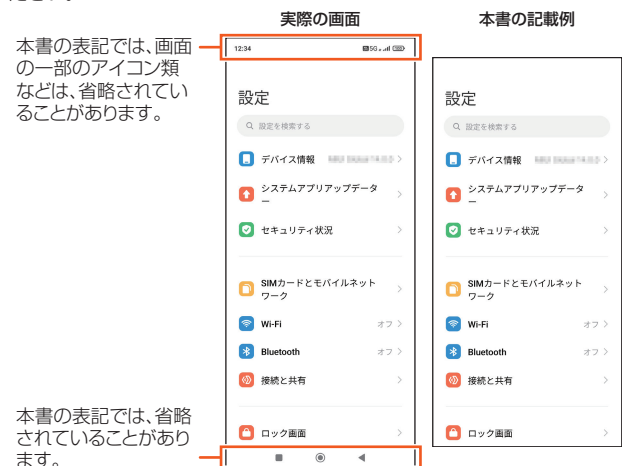 実際の画面
本書の記載例
本書の表記では、画面
の一部のアイコン類
などは、省略されてい
ることがあります。
12:34
5G
設定
設定を検索する
デバイス情報
システムアプリアップデータ
ー
セキュリティ状況
SIMカードとモバイルネット
ワーク
Wi-Fi オフ
Bluetooth オフ
接続と共有
ロック画面
設定
設定を検索する
デバイス情報
システムアプリアップデータ
ー
セキュリティ状況
SIMカードとモバイルネット
ワーク
Wi-Fi オフ
Bluetooth オフ
接続と共有
ロック画面
本書の表記では、省略
されていることがあり
ます。